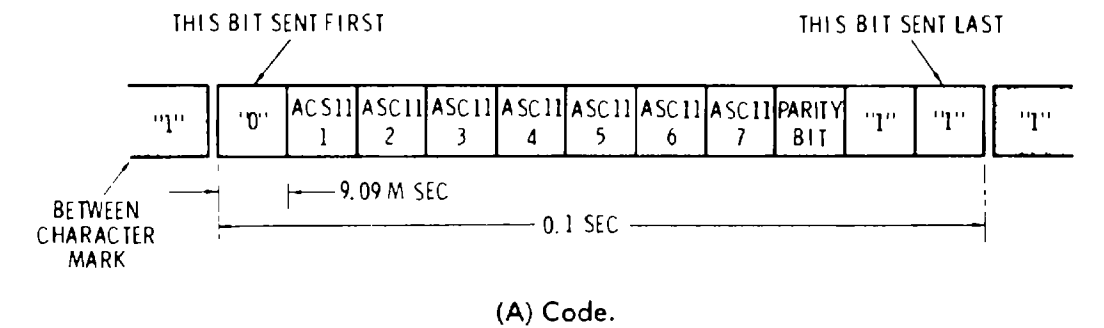 THIS BIT SENT FIRST
THIS BIT SENT LAST
"1" "0" ACS11 1 ASC11 2 ASC11 3 ASC11 4 ASC11 5 ASC11 6 ASC11 7 PARITY BIT "1" "1" "1"
9.09 M SEC
0.1 SEC
BETWEEN
CHARACTER
MARK
(A) Code.